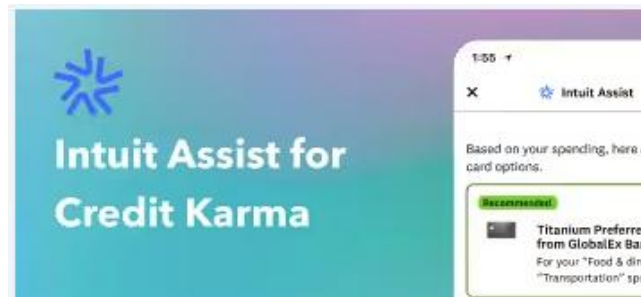 Intuit Assist for
Credit Karma
1:55
Intuit Assist
Based on your spending, here
card options.
Recommended
Titanium Preferre
from GlobalEx Ba
For your "Food & din
"Transportation" sp